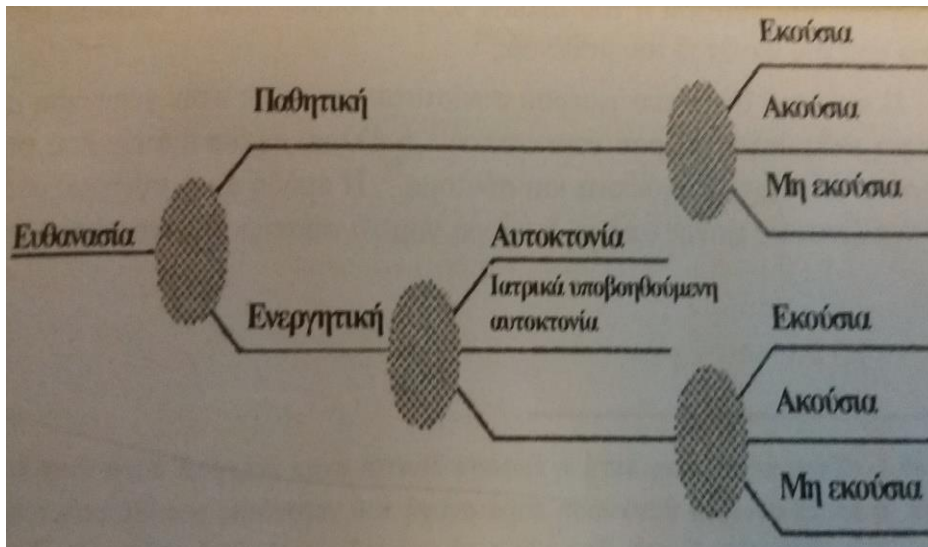 Εκούσια
Παθητική
Ακούσια
Μη εκούσια
Ευθανασία
Αυτοκτονία
Ιατρικά υποβοηθούμενη
αυτοκτονία
Ενεργητική
Εκούσια
Ακούσια
Μη εκούσια